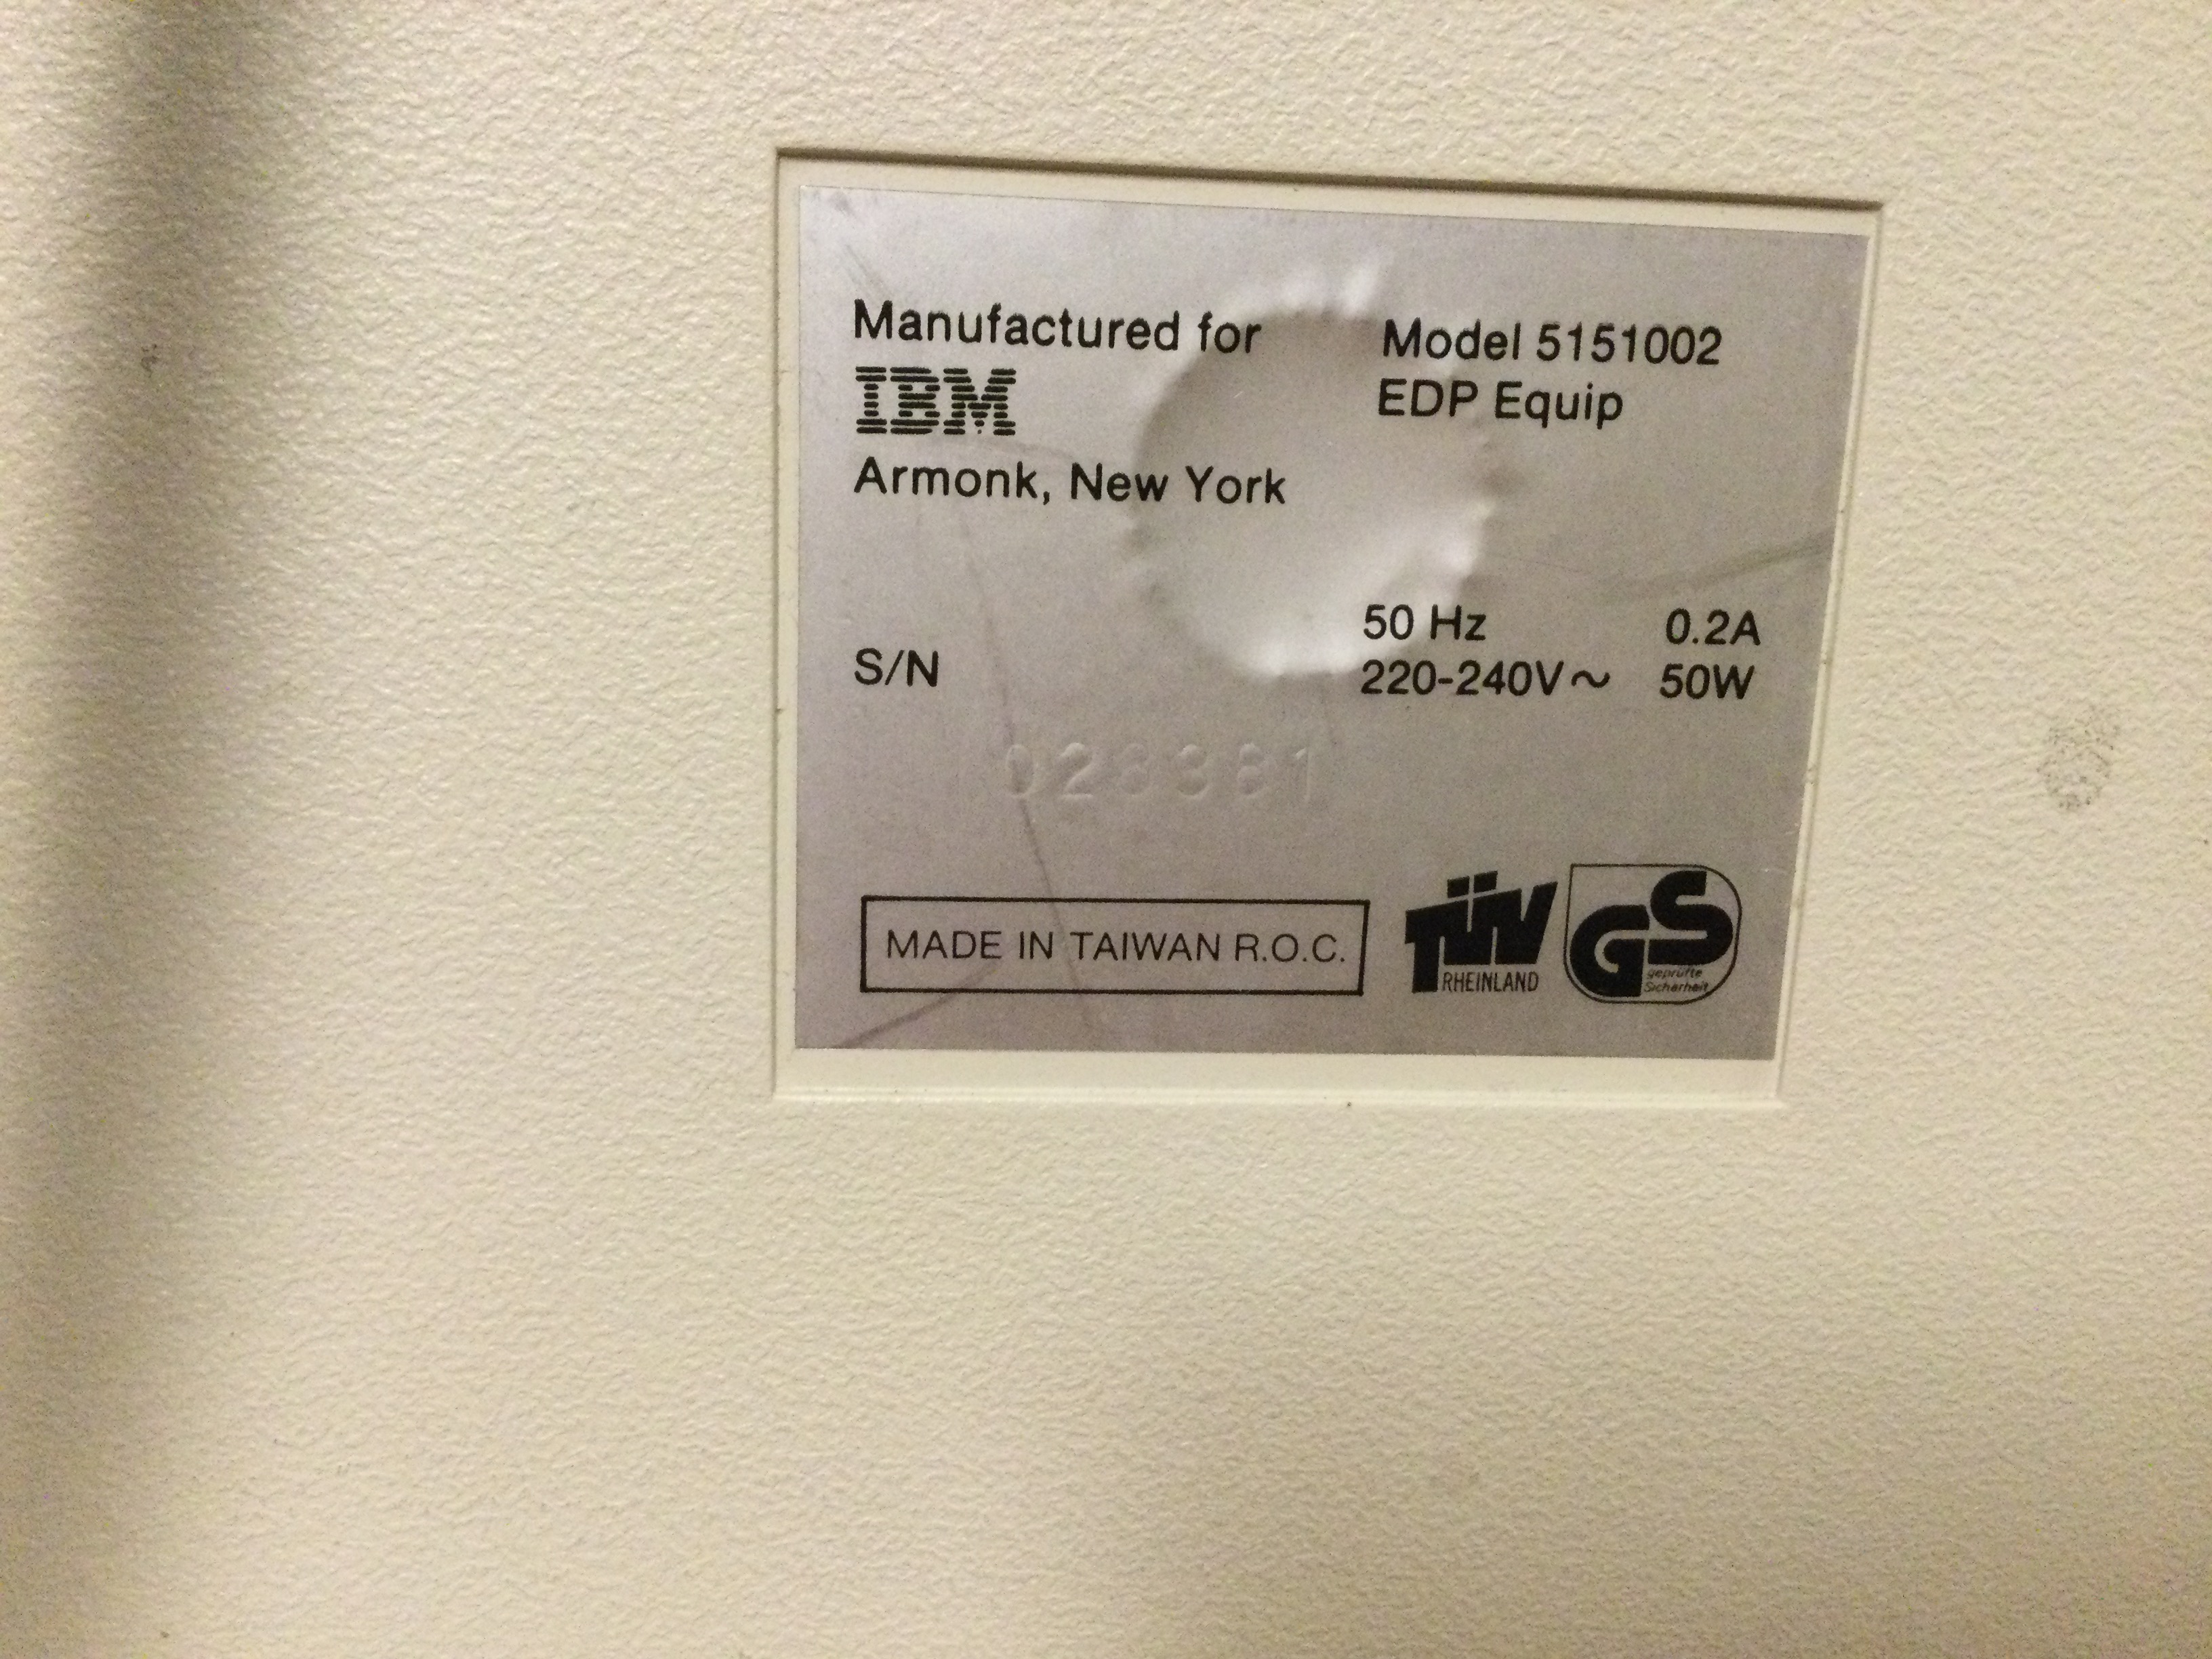 Manufactured for
IBM
Armonk, New York
Model 5151002
EDP Equip
S/N
50 Hz 0.2A
220-240V~ 50W
MADE IN TAIWAN R.O.C.
TÜV
RHEINLAND
GS
geprüfte
Sicherheit